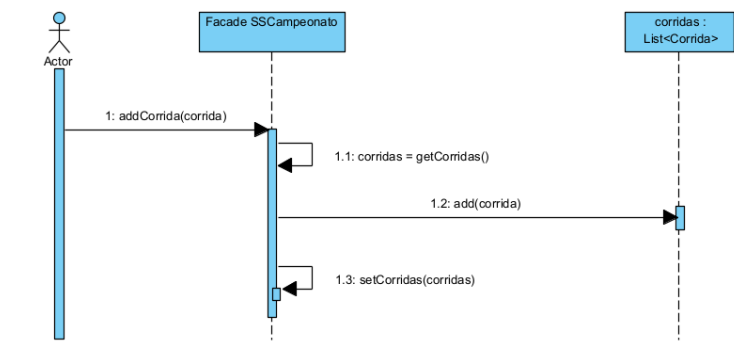 Facade SSCampeonato
corridas :
List<Corrida>
Actor
1: addCorrida(corrida)
1.1: corridas = getCorridas()
1.2: add(corrida)
1.3: setCorridas(corridas)